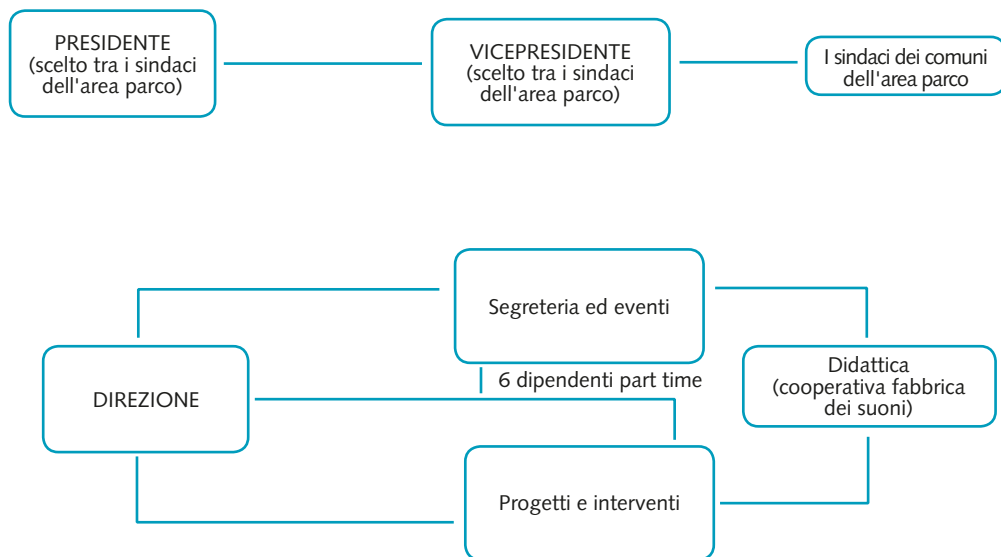 PRESIDENTE
(scelto tra i sindaci
dell'area parco)
VICEPRESIDENTE
(scelto tra i sindaci
dell'area parco)
I sindaci dei comuni
dell'area parco
Segreteria ed eventi
6 dipendenti part time
DIREZIONE
Didattica
(cooperativa fabbrica
dei suoni)
Progetti e interventi